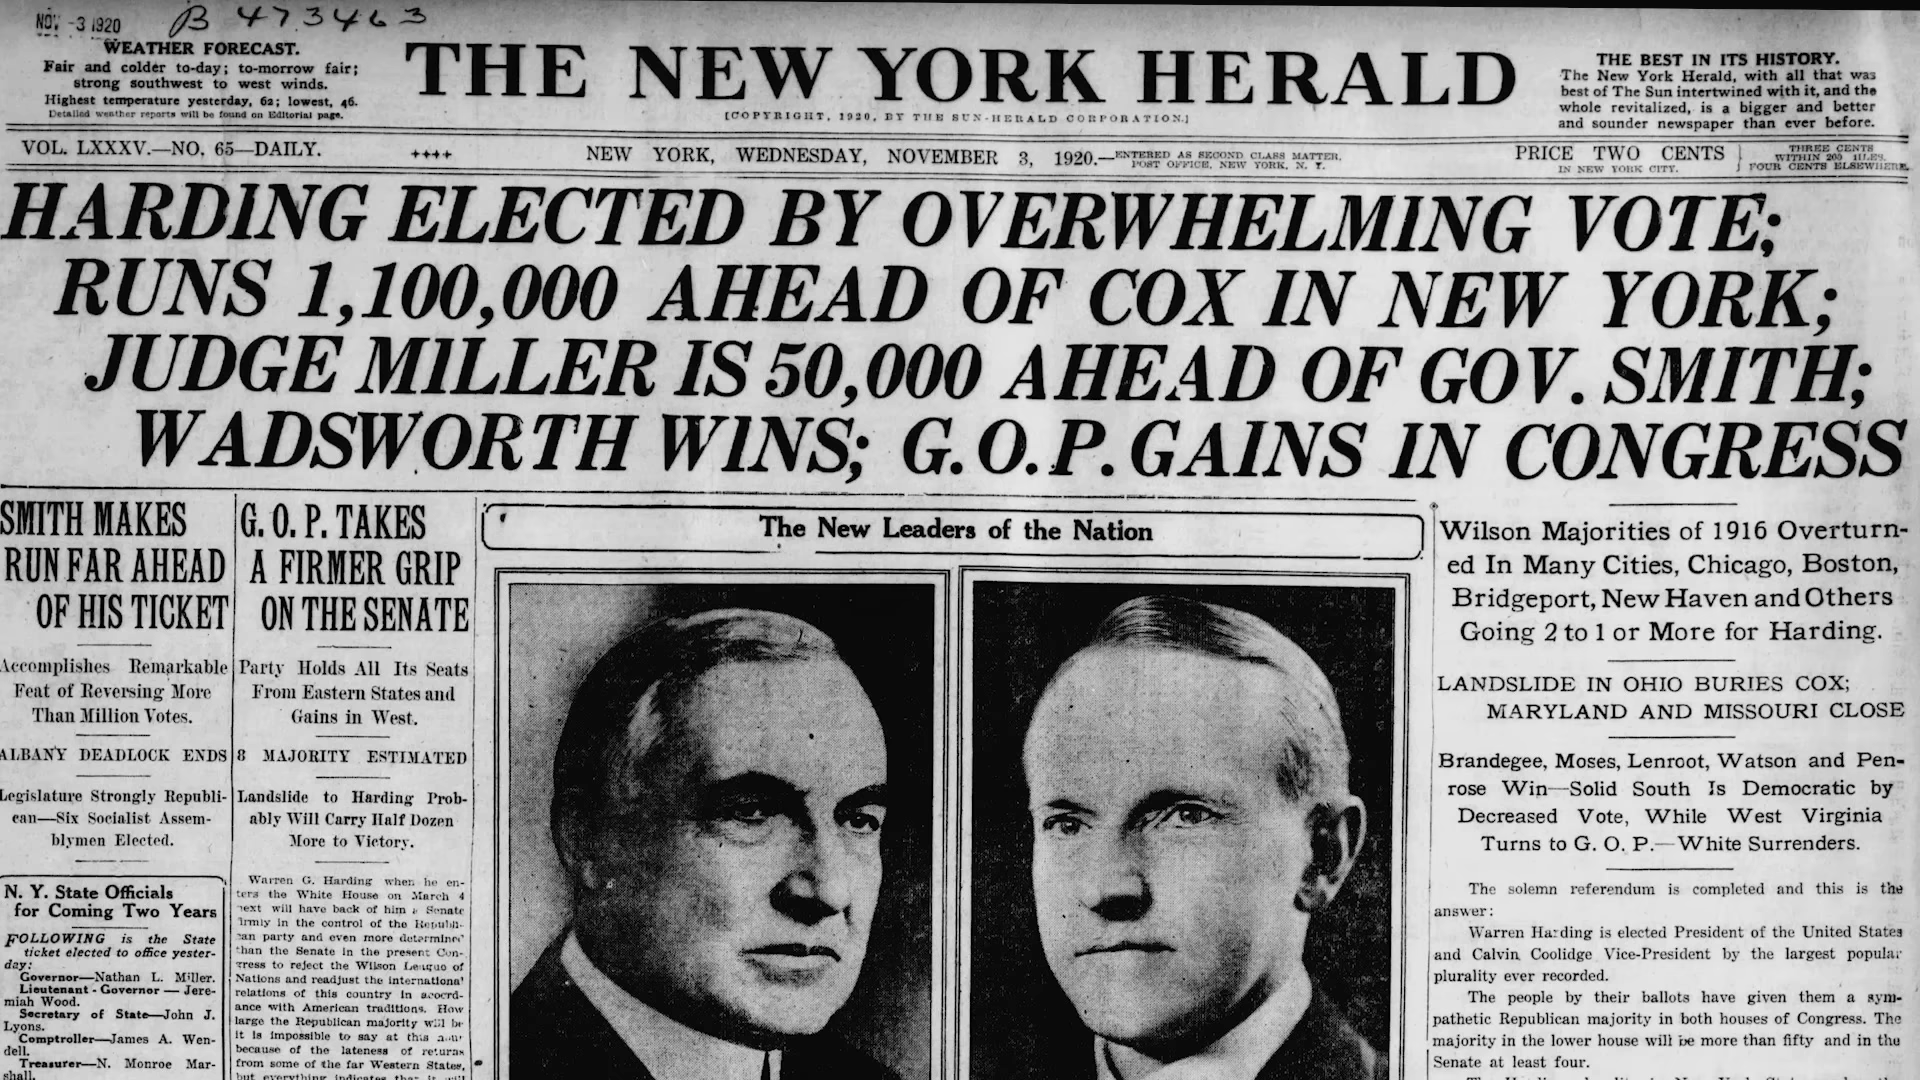 NOV -3 1920
B 473463
WEATHER FORECAST.
Fair and colder to-day; to-morrow fair;
strong southwest to west winds.
Highest temperature yesterday, 62; lowest, 46.
Detailed weather reports will be found on Editorial page.
THE NEW YORK HERALD
[COPYRIGHT, 1920, BY THE SUN-HERALD CORPORATION.]
THE BEST IN ITS HISTORY.
The New York Herald, with all that was
best of The Sun intertwined with it, and the
whole revitalized, is a bigger and better
and sounder newspaper than ever before.
VOL. LXXXV.—NO. 65—DAILY.
++++
NEW YORK, WEDNESDAY, NOVEMBER 3, 1920.—
ENTERED AS SECOND CLASS MATTER,
POST OFFICE, NEW YORK, N. Y.
PRICE TWO CENTS
IN NEW YORK CITY.
THREE CENTS
WITHIN 200 MILES.
FOUR CENTS ELSEWHERE.
HARDING ELECTED BY OVERWHELMING VOTE;
RUNS 1,100,000 AHEAD OF COX IN NEW YORK;
JUDGE MILLER IS 50,000 AHEAD OF GOV. SMITH;
WADSWORTH WINS; G.O.P. GAINS IN CONGRESS
SMITH MAKES
RUN FAR AHEAD
OF HIS TICKET
Accomplishes Remarkable
Feat of Reversing More
Than Million Votes.
ALBANY DEADLOCK ENDS
Legislature Strongly Republi-
can—Six Socialist Assem-
blymen Elected.
N. Y. State Officials
for Coming Two Years
FOLLOWING is the State
ticket elected to office yester-
day:
Governor—Nathan L. Miller.
Lieutenant-Governor—Jere-
miah Wood.
Secretary of State—John J.
Lyons.
Comptroller—James A. Wen-
dell.
Treasurer—N. Monroe Mar-
shall.
G. O. P. TAKES
A FIRMER GRIP
ON THE SENATE
Party Holds All Its Seats
From Eastern States and
Gains in West.
8 MAJORITY ESTIMATED
Landslide to Harding Prob-
ably Will Carry Half Dozen
More to Victory.
Warren G. Harding when he en-
ters the White House on March 4
next will have back of him a Senate
firmly in the control of the Republi-
can party and even more determined
than the Senate in the present Con-
gress to reject the Wilson League of
Nations and readjust the international
relations of this country in accord-
ance with American traditions. How
large the Republican majority will be
it is impossible to say at this
because of the lateness of returns
from some of the far Western States,
but everything indicates that it will
The New Leaders of the Nation
Wilson Majorities of 1916 Overturn-
ed In Many Cities, Chicago, Boston,
Bridgeport, New Haven and Others
Going 2 to 1 or More for Harding.
LANDSLIDE IN OHIO BURIES COX;
MARYLAND AND MISSOURI CLOSE
Brandegee, Moses, Lenroot, Watson and Pen-
rose Win—Solid South Is Democratic by
Decreased Vote, While West Virginia
Turns to G. O. P.—White Surrenders.
The solemn referendum is completed and this is the
answer:
Warren Harding is elected President of the United States
and Calvin Coolidge Vice-President by the largest popular
plurality ever recorded.
The people by their ballots have given them a sym-
pathetic Republican majority in both houses of Congress. The
majority in the lower house will be more than fifty and in the
Senate at least four.